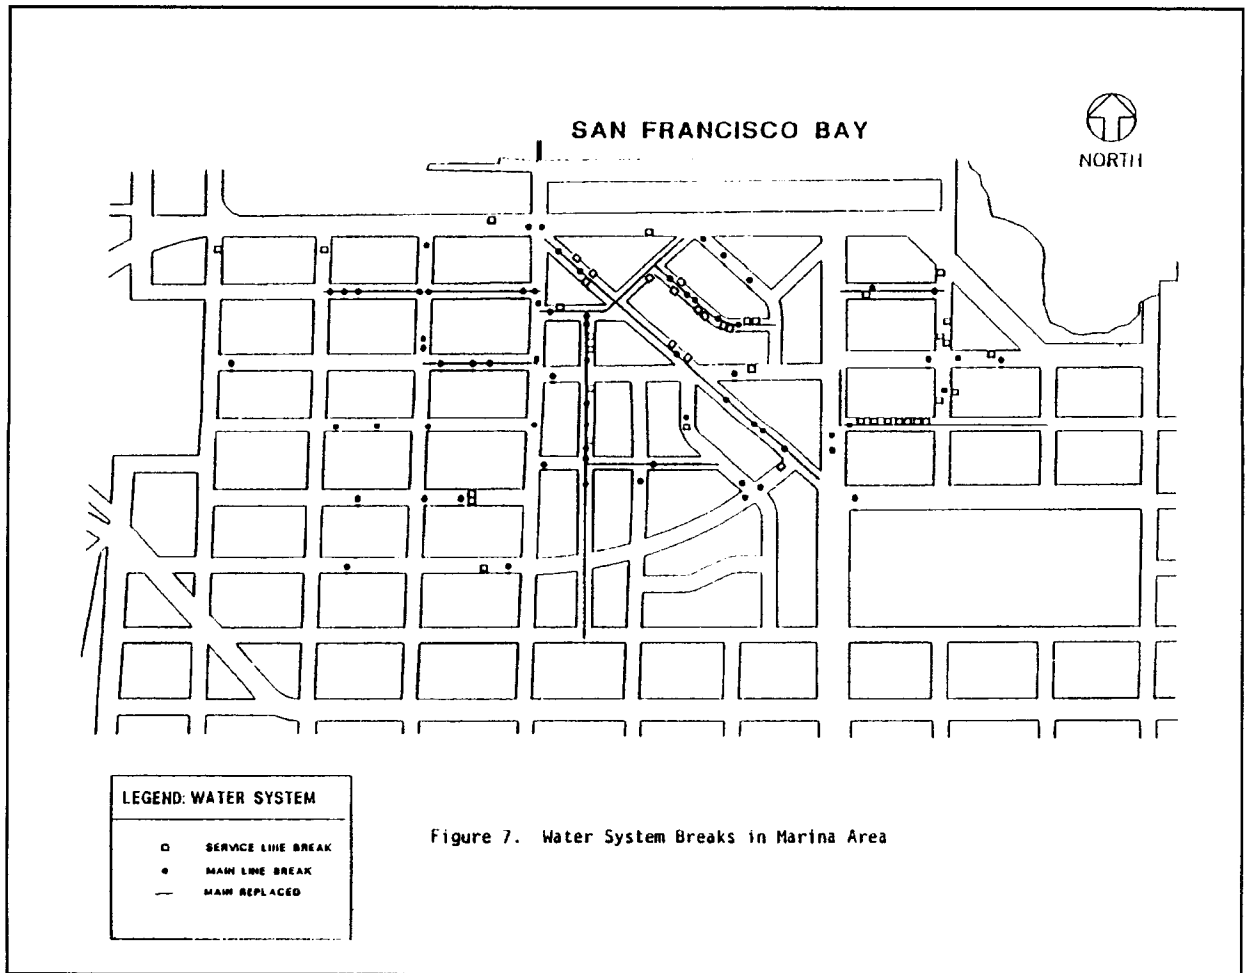 SAN FRANCISCO BAY
NORTH
LEGEND: WATER SYSTEM
SERVICE LINE BREAK
MAIN LINE BREAK
MAIN REPLACED
Figure 7. Water System Breaks in Marina Area